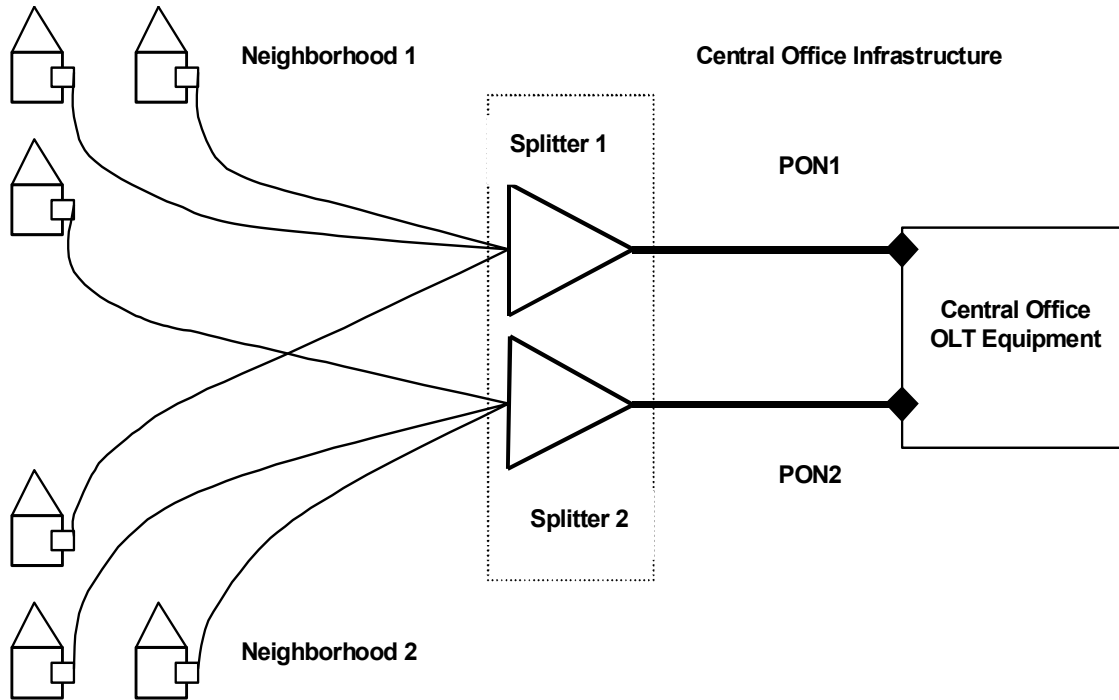 Neighborhood 1
Central Office Infrastructure
Splitter 1
PON1
Central Office
OLT Equipment
PON2
Splitter 2
Neighborhood 2